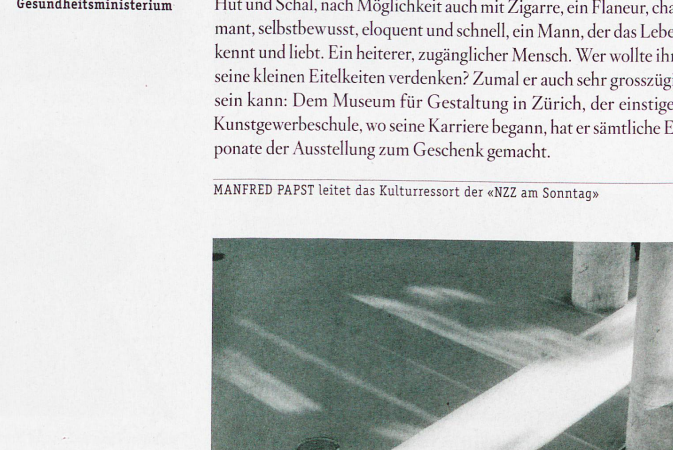 Gesundheitsministerium
Hut und Schal, nach Möglichkeit auch mit Zigarre, ein Flaneur, cha
mant, selbstbewusst, eloquent und schnell, ein Mann, der das Lebe
kennt und liebt. Ein heiterer, zugänglicher Mensch. Wer wollte ihr
seine kleinen Eitelkeiten verdenken? Zumal er auch sehr grosszügi
sein kann: Dem Museum für Gestaltung in Zürich, der einstige
Kunstgewerbeschule, wo seine Karriere begann, hat er sämtliche E
ponate der Ausstellung zum Geschenk gemacht.
MANFRED PAPST leitet das Kulturressort der «NZZ am Sonntag»